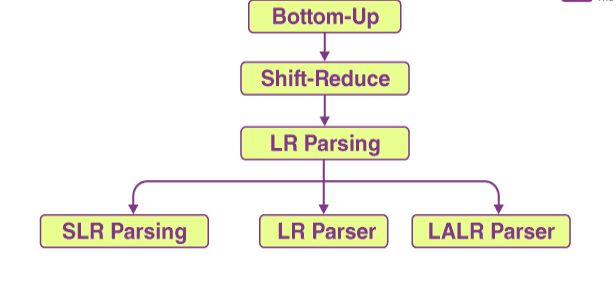 Bottom-Up
Shift-Reduce
LR Parsing
SLR Parsing
LR Parser
LALR Parser